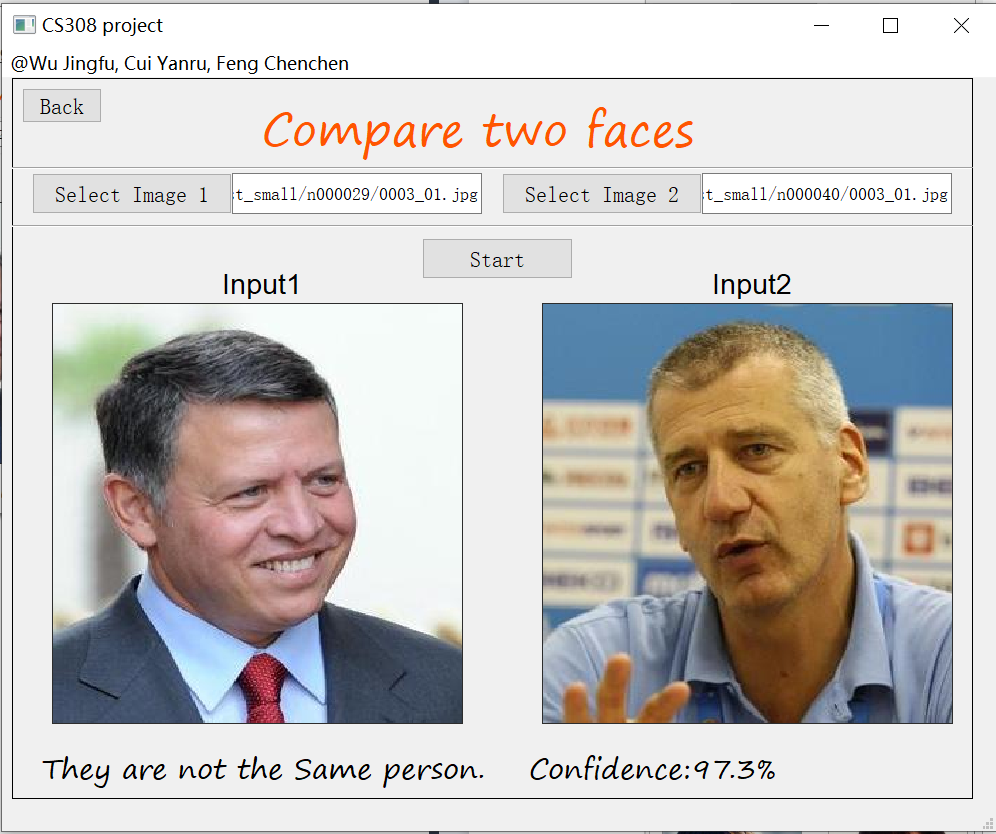 CS308 project
@Wu Jingfu, Cui Yanru, Feng Chenchen
Back
Compare two faces
Select Image 1
t_small/n000029/0003_01.jpg
Select Image 2
t_small/n000040/0003_01.jpg
Start
Input1
Input2
They are not the Same person.
Confidence:97.3%